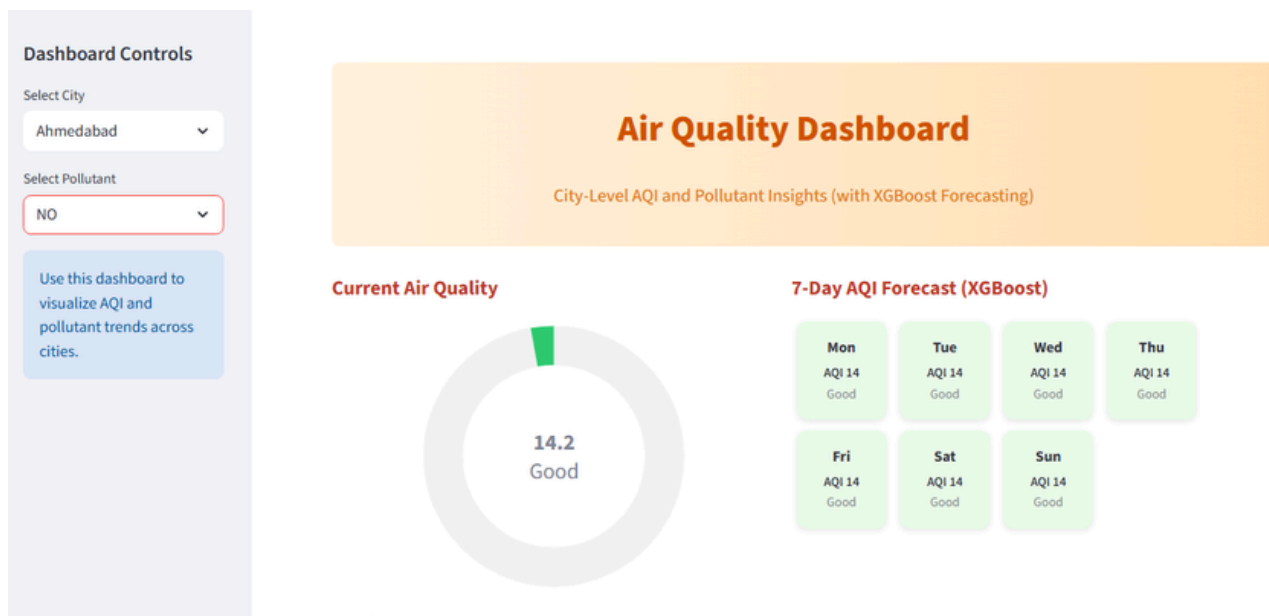 Dashboard Controls
Select City
Ahmedabad
Select Pollutant
NO
Use this dashboard to
visualize AQI and
pollutant trends across
cities.
Air Quality Dashboard
City-Level AQI and Pollutant Insights (with XGBoost Forecasting)
Current Air Quality
14.2
Good
7-Day AQI Forecast (XGBoost)
Mon
AQI 14
Good
Tue
AQI 14
Good
Wed
AQI 14
Good
Thu
AQI 14
Good
Fri
AQI 14
Good
Sat
AQI 14
Good
Sun
AQI 14
Good